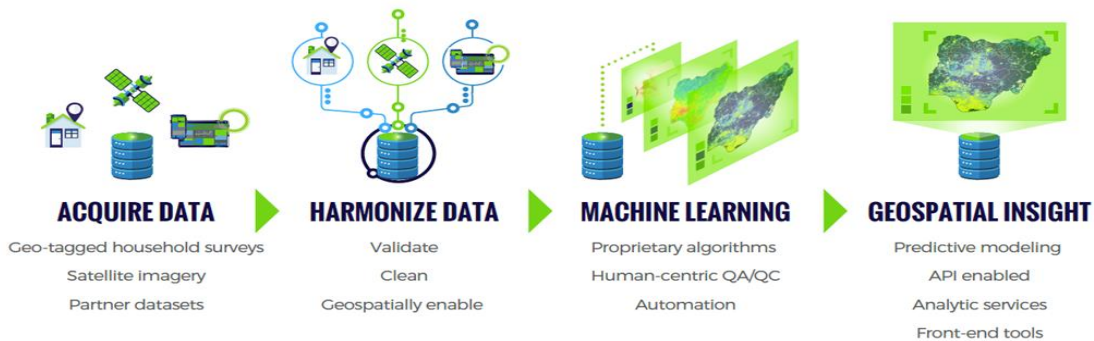 ACQUIRE DATA
Geo-tagged household surveys
Satellite imagery
Partner datasets
HARMONIZE DATA
Validate
Clean
Geospatially enable
MACHINE LEARNING
Proprietary algorithms
Human-centric QA/QC
Automation
GEOSPATIAL INSIGHT
Predictive modeling
API enabled
Analytic services
Front-end tools